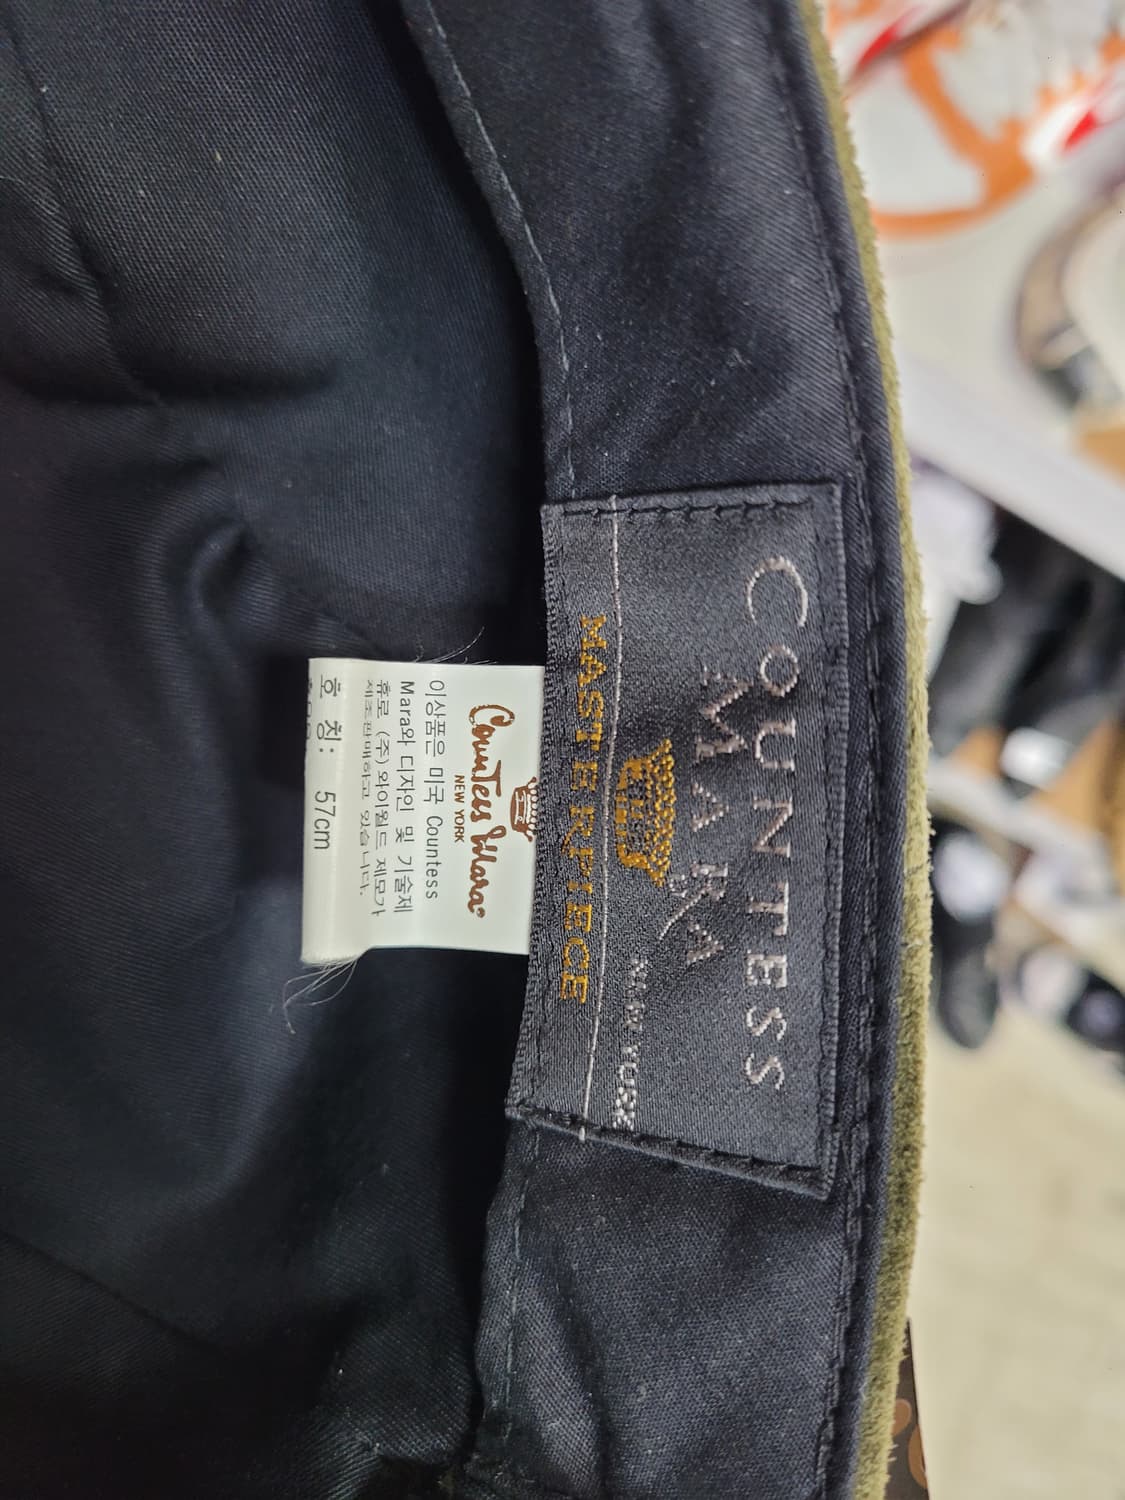 COUNTESS
MARA
NEW YORK
MASTERPIECE
Countess Mara
NEW YORK
이상품은 미국 Countess
Mara와 디자인 및 기술제
휴로 (주) 와이월드 제모가
제조판매하고 있습니다.
호 칭: 57cm